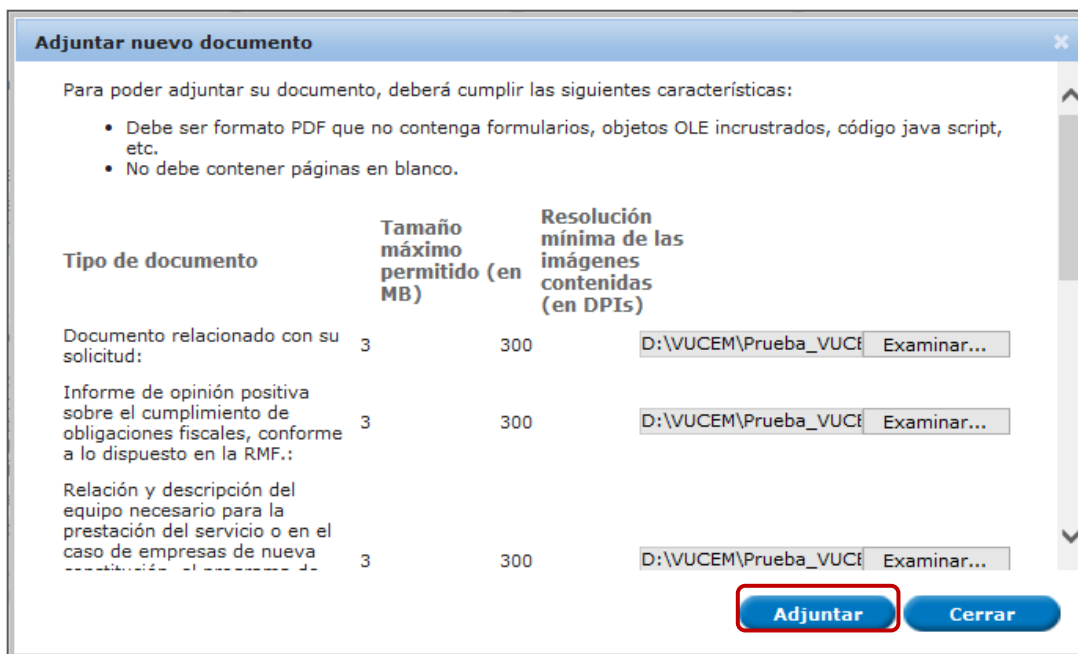 Adjuntar nuevo documento
Para poder adjuntar su documento, deberá cumplir las siguientes características:
• Debe ser formato PDF que no contenga formularios, objetos OLE incrustrados, código java script,
etc.
• No debe contener páginas en blanco.
Tipo de documento
Tamaño
máximo
permitido (en
MB)
Resolución
mínima de las
imágenes
contenidas
(en DPIs)
Documento relacionado con su
solicitud:
3 300 D:\VUCEM\Prueba_VUCE Examinar...
Informe de opinión positiva
sobre el cumplimiento de
obligaciones fiscales, conforme
a lo dispuesto en la RMF.:
3 300 D:\VUCEM\Prueba_VUCE Examinar...
Relación y descripción del
equipo necesario para la
prestación del servicio o en el
caso de empresas de nueva
constitución, el programa de
3 300 D:\VUCEM\Prueba_VUCE Examinar...
Adjuntar Cerrar